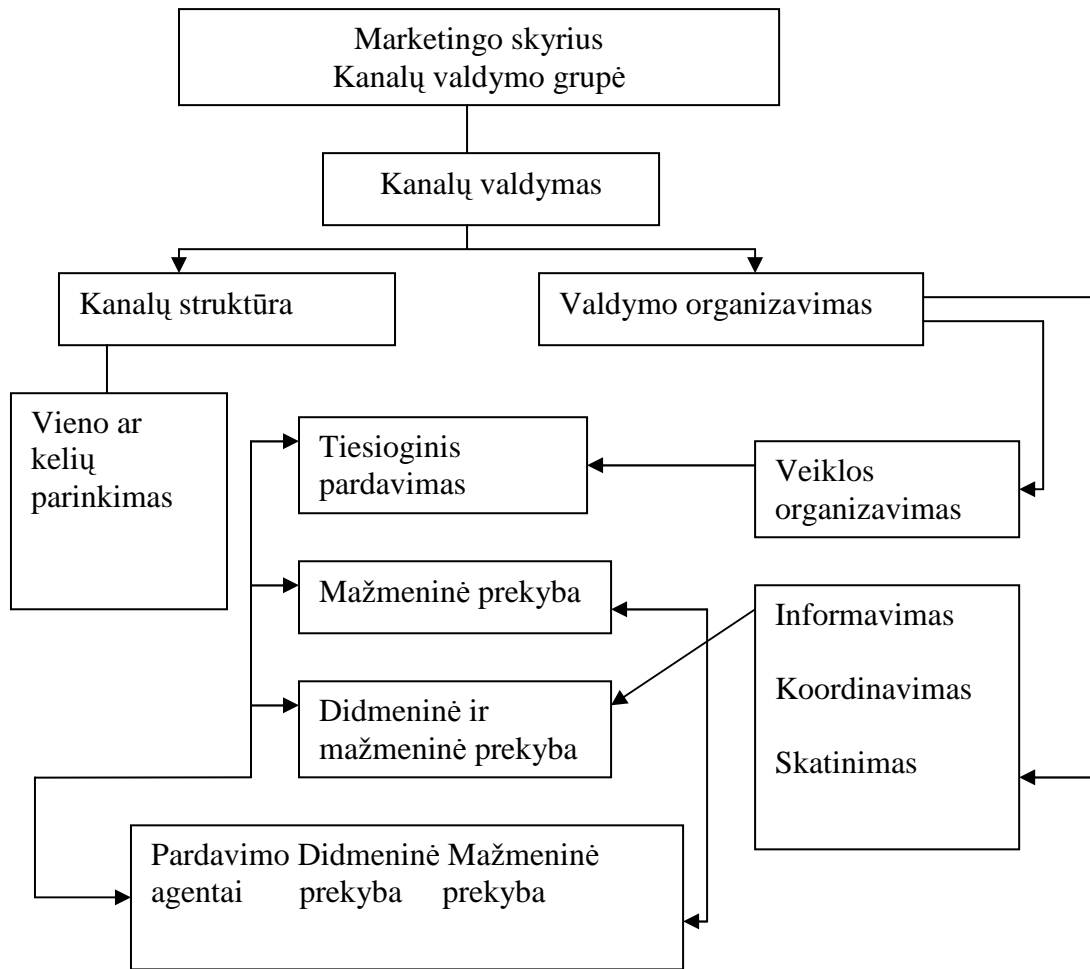 Marketingo skyrius
Kanalų valdymo grupė
Kanalų valdymas
Kanalų struktūra
Valdymo organizavimas
Vieno ar
kelių
parinkimas
Tiesioginis
pardavimas
Veiklos
organizavimas
Mažmeninė prekyba
Informavimas
Koordinavimas
Skatinimas
Didmeninė ir
mažmeninė prekyba
Pardavimo Didmeninė Mažmeninė
agentai prekyba prekyba